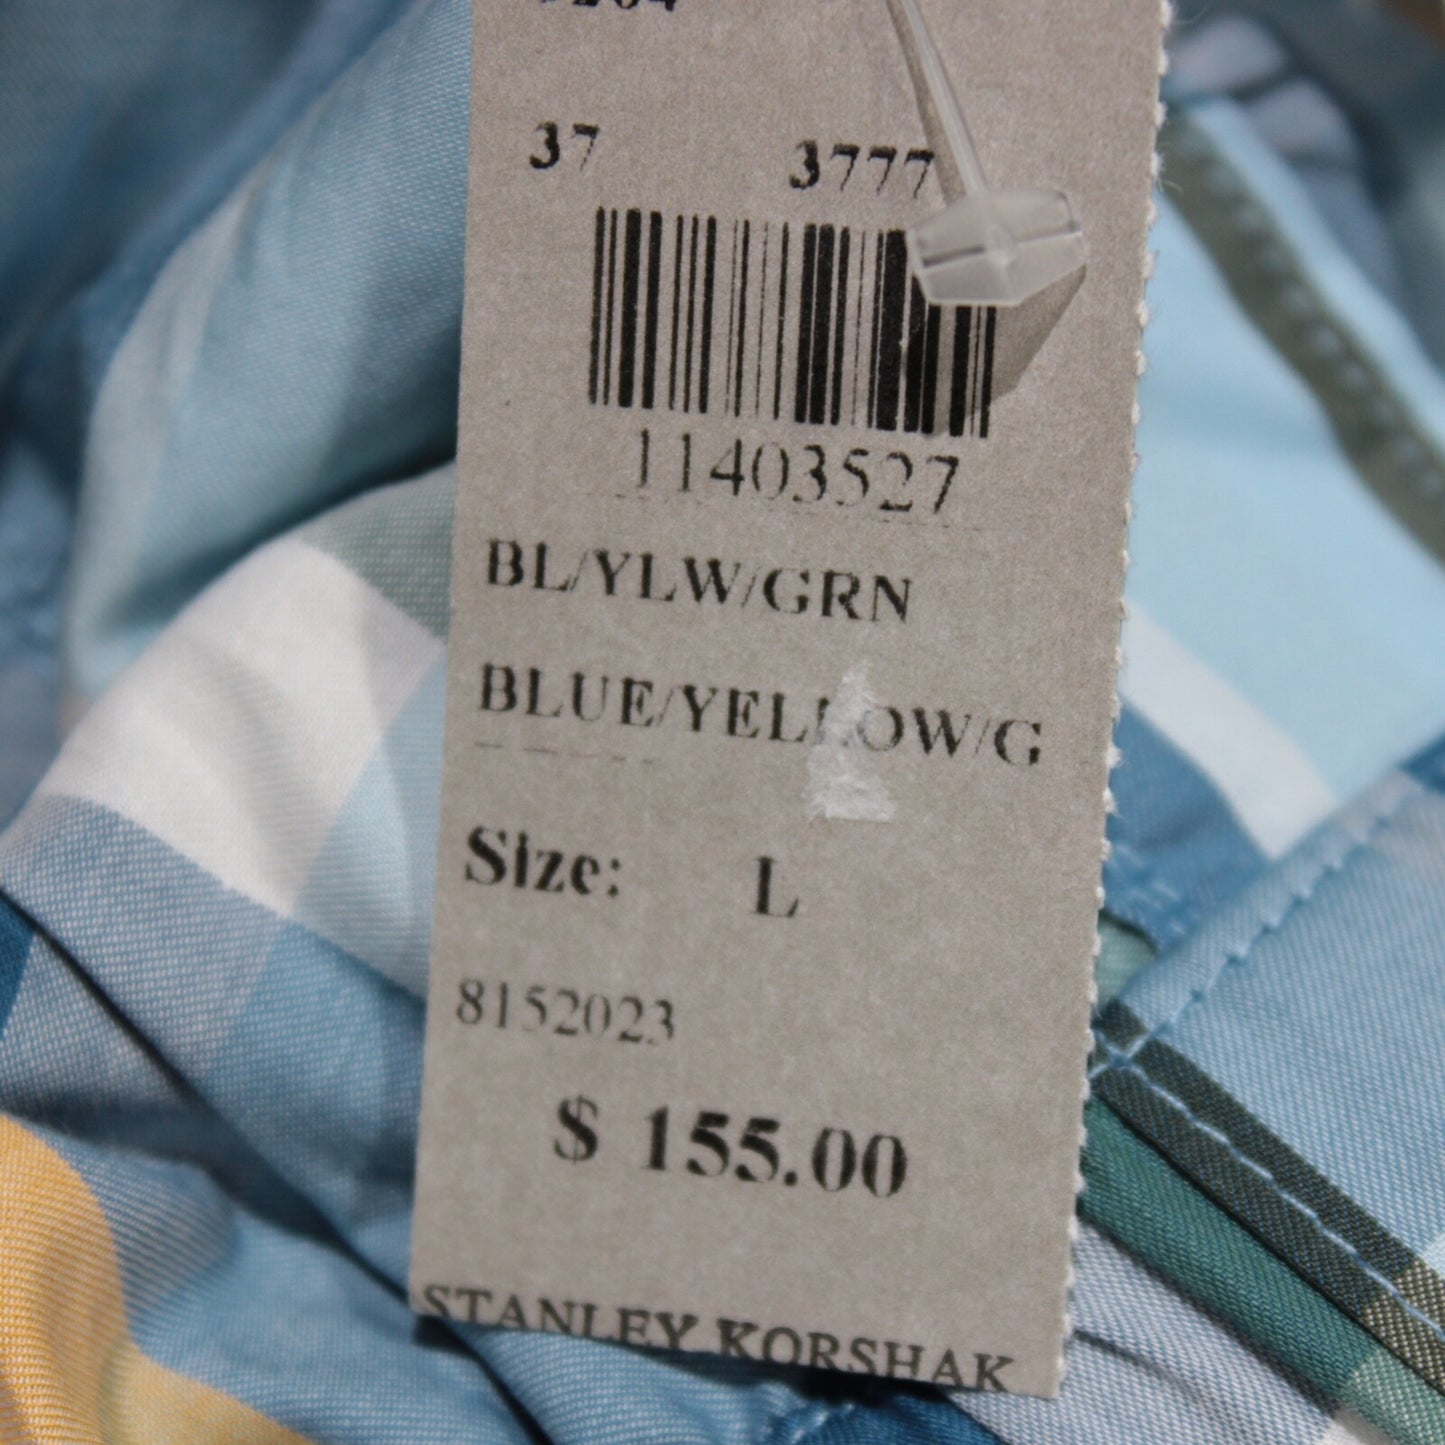 37 3777
11403527
BL/YLW/GRN
BLUE/YELLOW/G
Size: L
8152023
$ 155.00
STANLEY KORSHAK